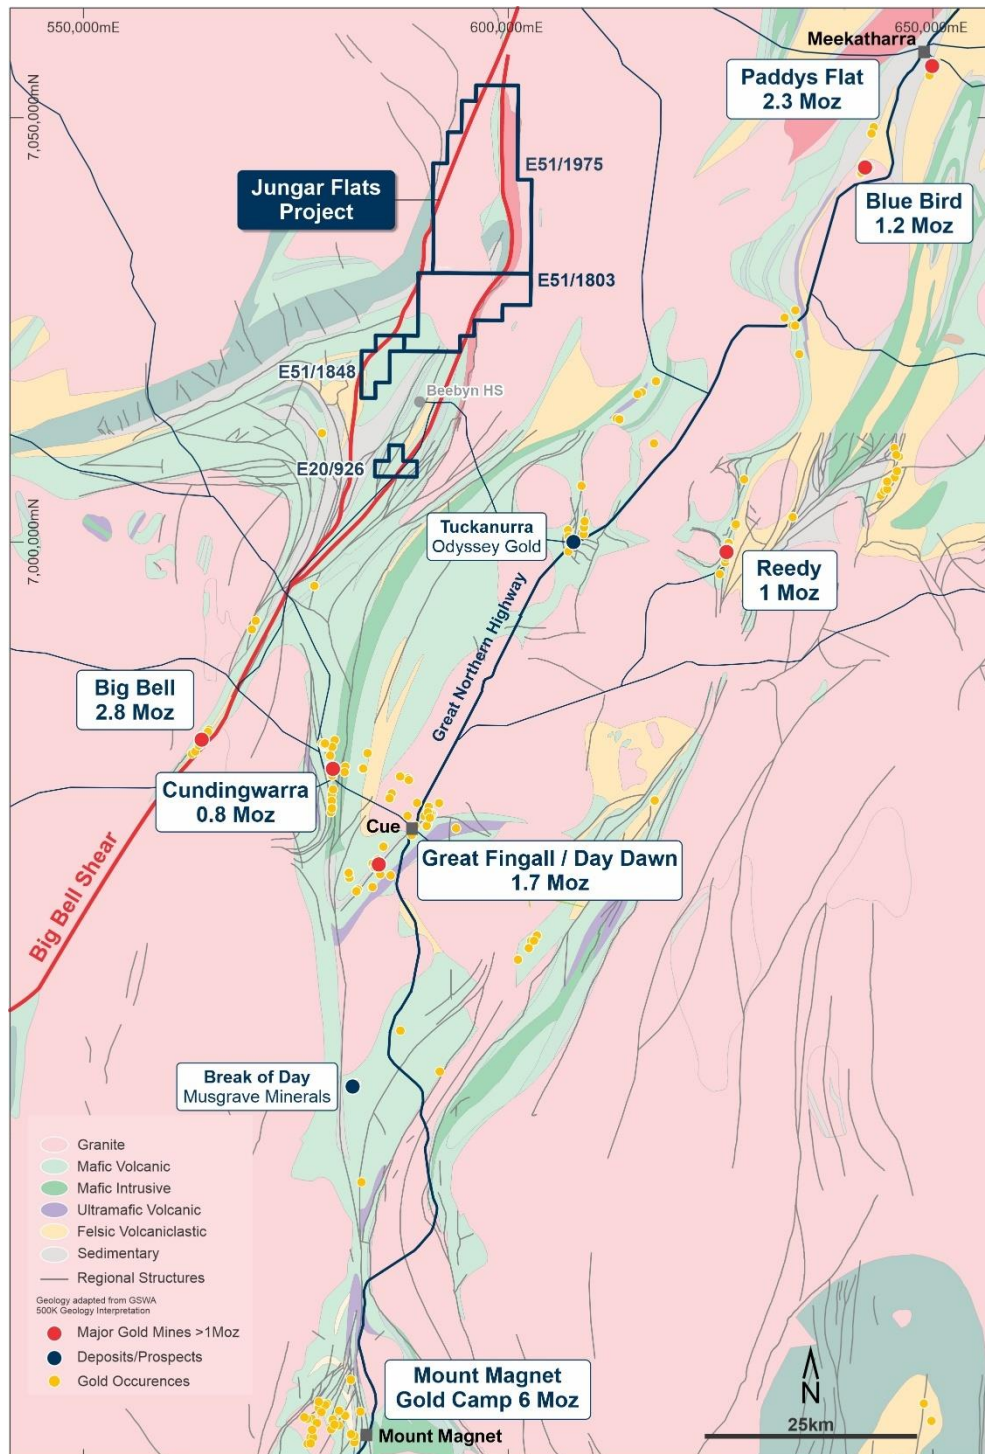 550,000mE
600,000mE
650,000mE
Meekatharra
Paddys Flat
2.3 Moz
7,050,000mN
E51/1975
Jungar Flats
Project
Blue Bird
1.2 Moz
E51/1803
E51/1848
Beebyn HS
E20/926
Tuckanurra
Odyssey Gold
7,000,000mN
Reedy
1 Moz
Great Northern Highway
Big Bell
2.8 Moz
Cundingwarra
0.8 Moz
Cue
Great Fingall / Day Dawn
1.7 Moz
Big Bell Shear
Break of Day
Musgrave Minerals
Granite
Mafic Volcanic
Mafic Intrusive
Ultramafic Volcanic
Felsic Volcaniclastic
Sedimentary
Regional Structures
Geology adapted from GSWA
500K Geology Interpretation
Major Gold Mines >1Moz
Deposits/Prospects
Gold Occurences
Mount Magnet
Gold Camp 6 Moz
Mount Magnet
N
25km